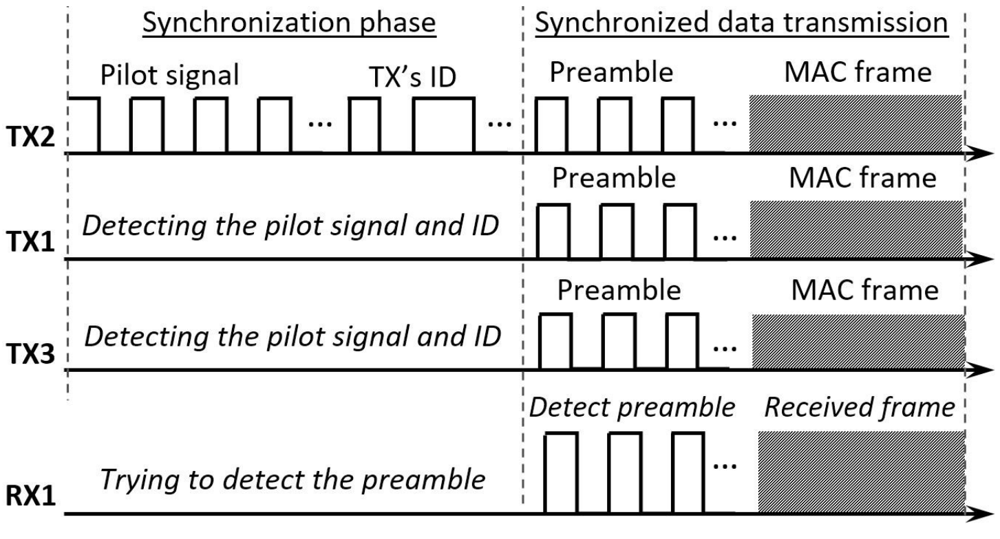 Synchronization phase
Synchronized data transmission
Pilot signal
TX's ID
Preamble
MAC frame
... ... ...
TX2
Preamble
MAC frame
Detecting the pilot signal and ID
...
TX1
Preamble
MAC frame
Detecting the pilot signal and ID
...
TX3
Detect preamble
Received frame
Trying to detect the preamble
...
RX1